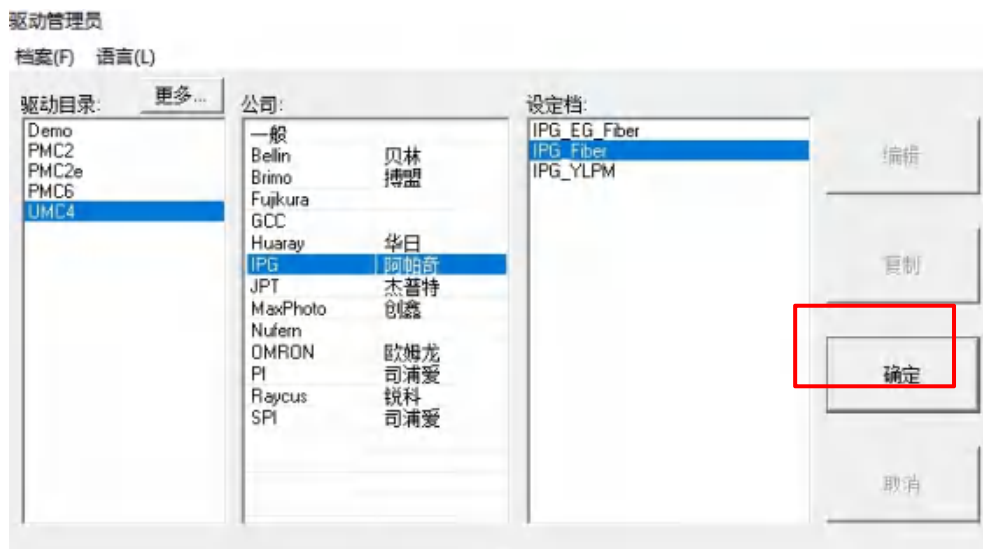 驱动管理员
档案(F) 语言(L)
驱动目录: 更多...
Demo
PMC2
PMC2e
PMC6
UMC4
公司:
一般
Bellin 贝林
Brimo 搏盟
Fujikura
GCC
Huaray 华日
IPG 阿帕奇
JPT 杰普特
MaxPhoto 创鑫
Nufern
OMRON 欧姆龙
PI 司浦爱
Raycus 锐科
SPI 司浦爱
设定档:
IPG_EG_Fiber
IPG_Fiber
IPG_YLPM
编辑
复制
确定
取消